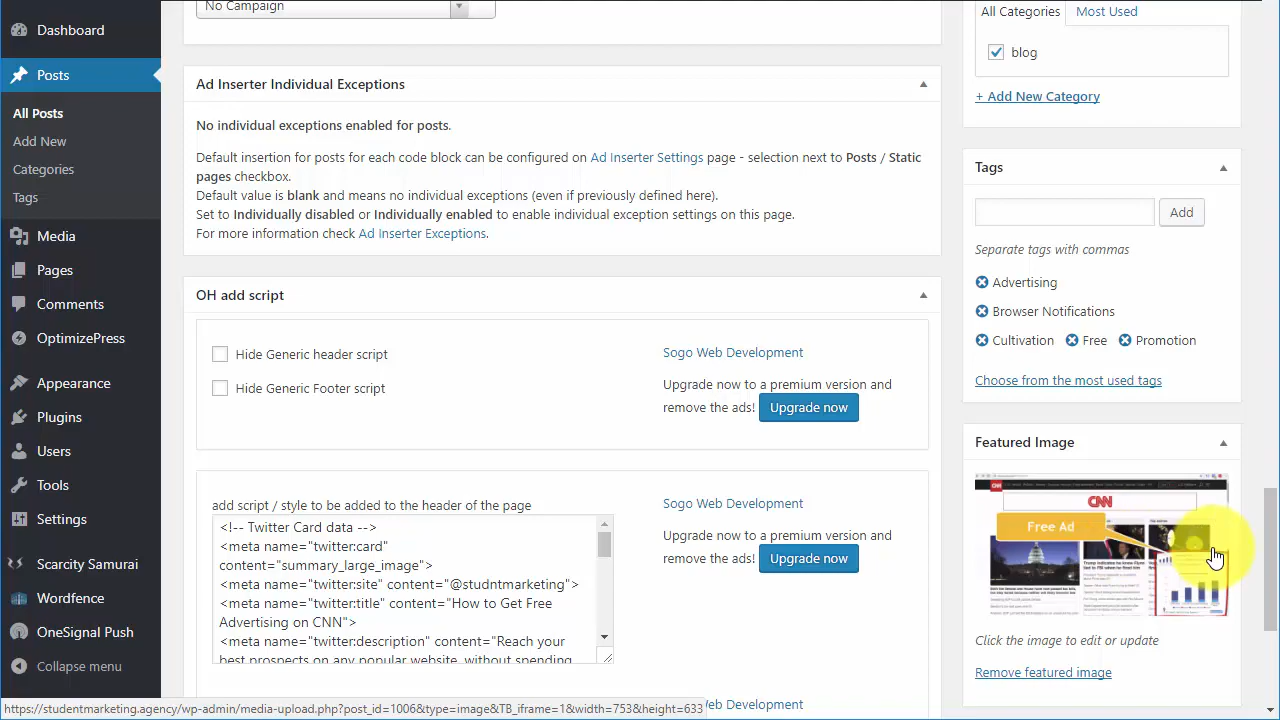 Dashboard
Posts
All Posts
Add New
Categories
Tags
Media
Pages
Comments
OptimizePress
Appearance
Plugins
Users
Tools
Settings
Scarcity Samurai
Wordfence
OneSignal Push
Collapse menu
No Campaign
Ad Inserter Individual Exceptions
No individual exceptions enabled for posts.
Default insertion for posts for each code block can be configured on Ad Inserter Settings page - selection next to Posts / Static
pages checkbox.
Default value is blank and means no individual exceptions (even if previously defined here).
Set to Individually disabled or Individually enabled to enable individual exception settings on this page.
For more information check Ad Inserter Exceptions.
OH add script
Hide Generic header script
Hide Generic Footer script
Sogo Web Development
Upgrade now to a premium version and
remove the ads! Upgrade now
add script / style to be added to the header of the page
<!-- Twitter Card data -->
<meta name="twitter:card"
content="summary_large_image">
<meta name="twitter:site" content="@studntmarketing">
<meta name="twitter:title" content="How to Get Free
Advertising on CNN">
<meta name="twitter:description" content="Reach your
best prospects on any popular website, without spending
Sogo Web Development
Upgrade now to a premium version and
remove the ads! Upgrade now
Web Development
All Categories
Most Used
blog
+ Add New Category
Tags
Add
Separate tags with commas
Advertising
Browser Notifications
Cultivation Free Promotion
Choose from the most used tags
Featured Image
CNN
CNN
Free Ad
Click the image to edit or update
Remove featured image
https://studentmarketing.agency/wp-admin/media-upload.php?post_id=1006&type=image&TB_iframe=1&width=753&height=633